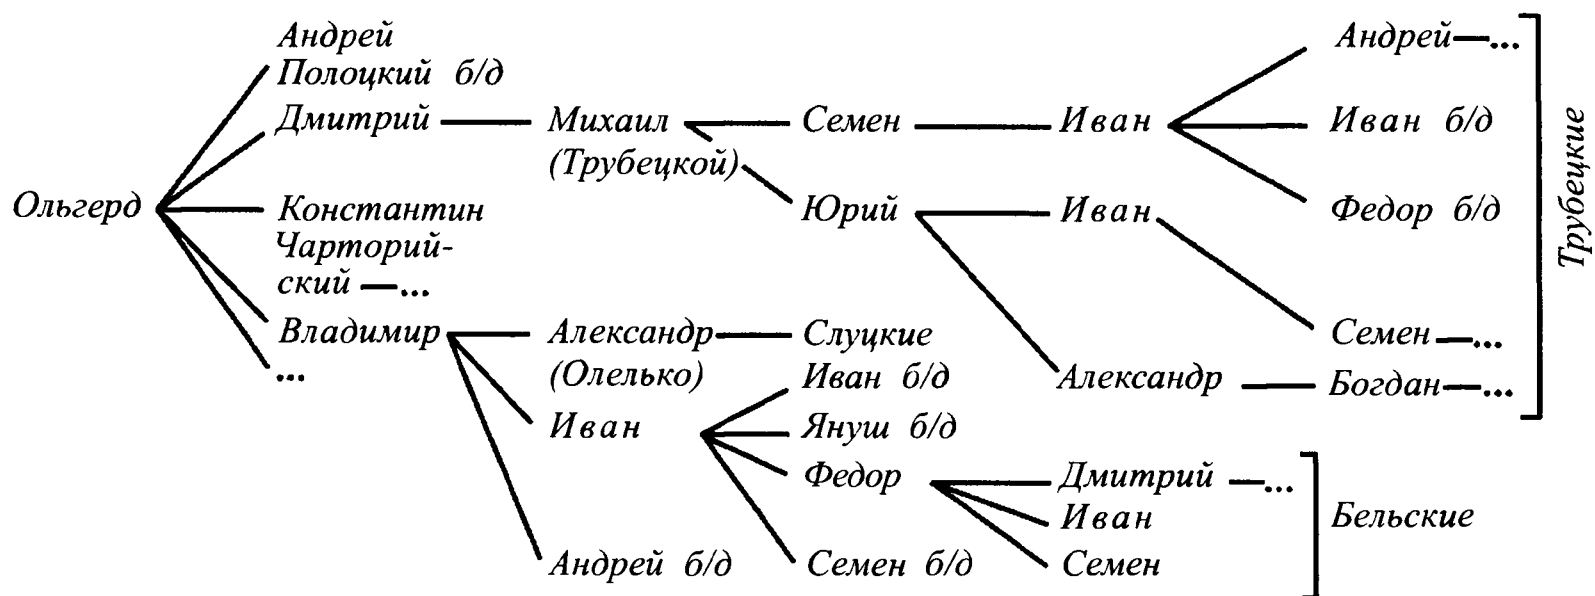 Андрей
Полоцкий б/д
Андрей—...
Дмитрий
Михаил
(Трубецкой)
Семен
Иван
Иван б/д
Ольгерд
Константин
Чарторий-
ский —...
Юрий
Иван
Федор б/д
Трубецкие
Владимир
Александр
(Олелько)
Слуцкие
Семен —...
...
Иван б/д
Александр
Богдан—...
Иван
Януш б/д
Федор
Дмитрий —...
Иван
Бельские
Андрей б/д
Семен б/д
Семен